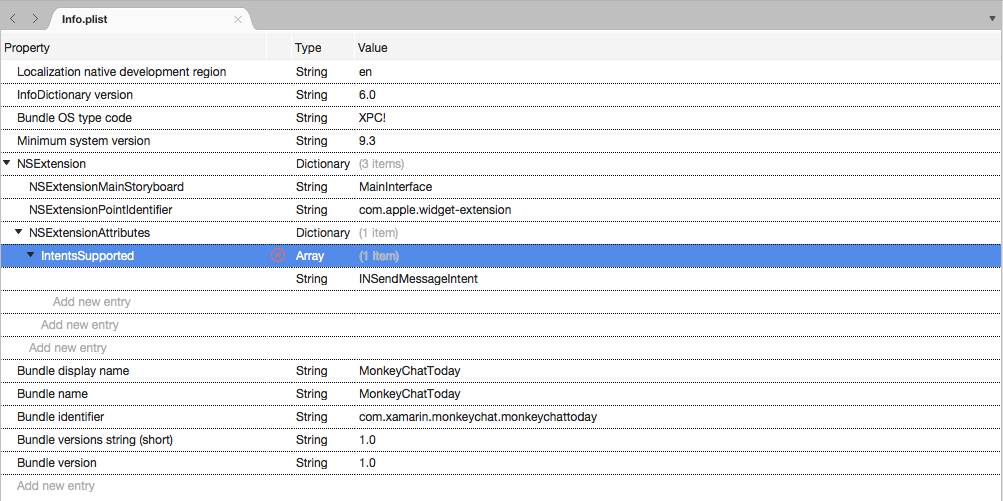 Info.plist
Property Type Value
Localization native development region String en
InfoDictionary version String 6.0
Bundle OS type code String XPC!
Minimum system version String 9.3
NSExtension Dictionary (3 items)
NSExtensionMainStoryboard String MainInterface
NSExtensionPointIdentifier String com.apple.widget-extension
NSExtensionAttributes Dictionary (1 item)
IntentsSupported Array (1 item)
String INSendMessageIntent
Add new entry
Add new entry
Add new entry
Bundle display name String MonkeyChatToday
Bundle name String MonkeyChatToday
Bundle identifier String com.xamarin.monkeychat.monkeychattoday
Bundle versions string (short) String 1.0
Bundle version String 1.0
Add new entry